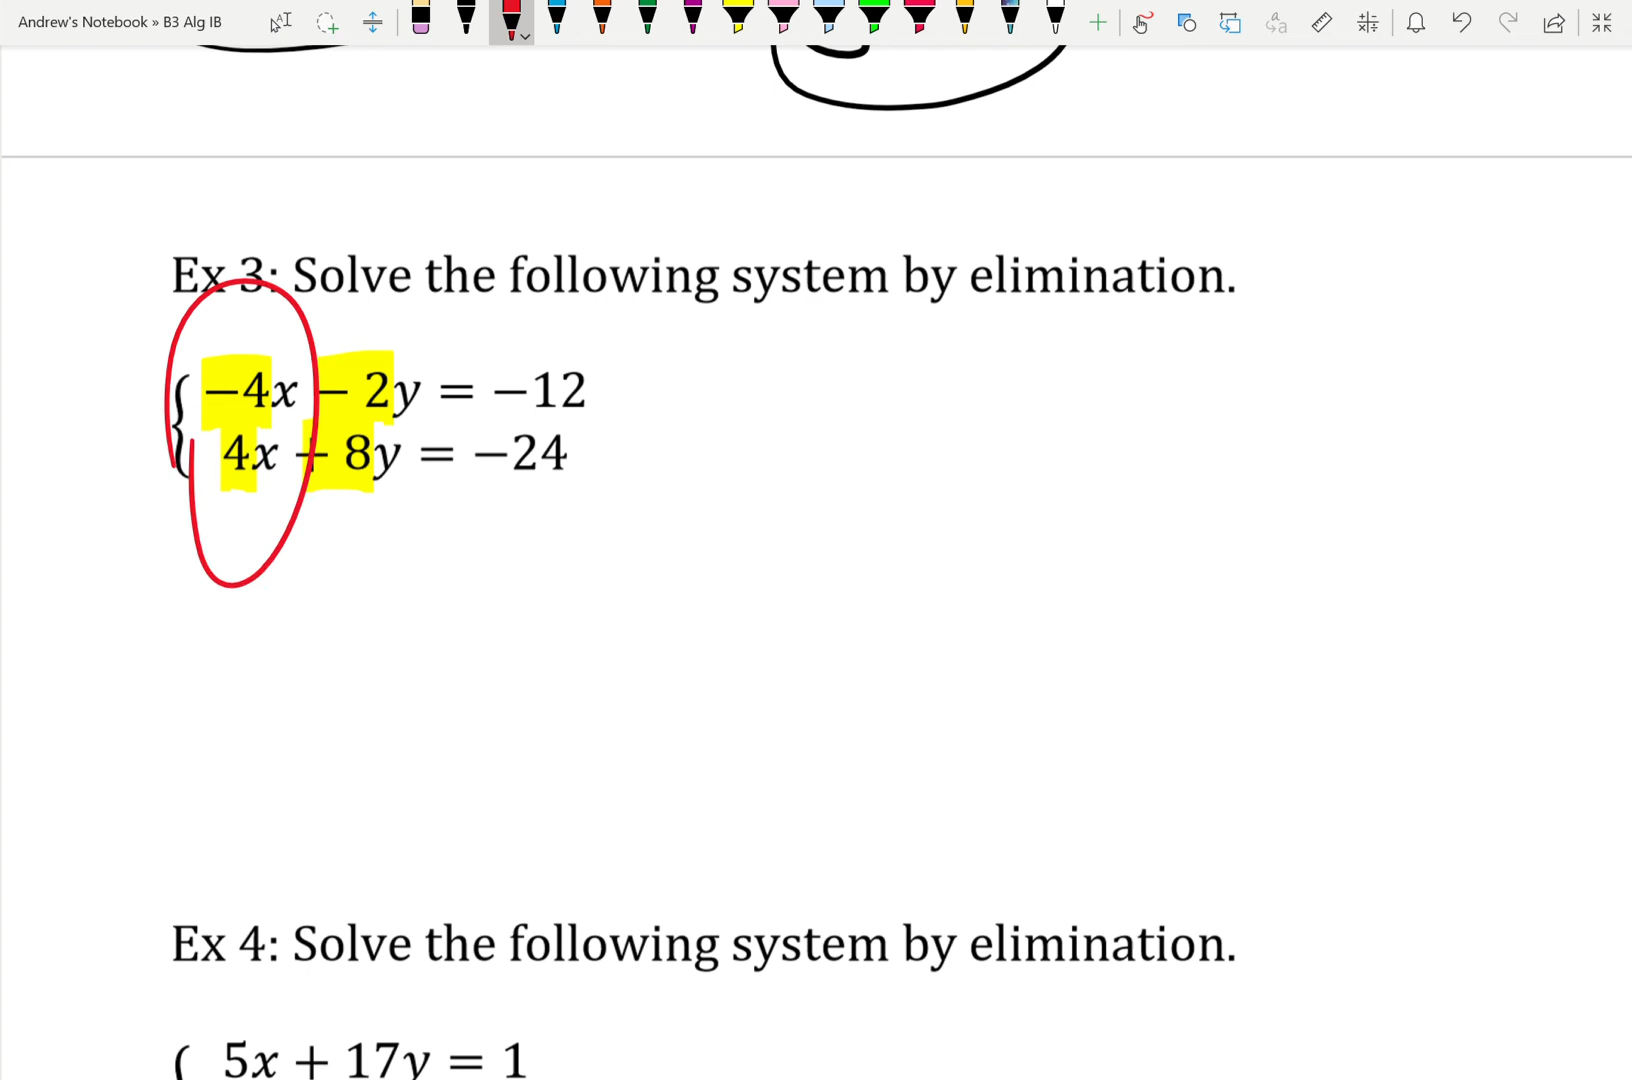 Andrew's Notebook » B3 Alg IB
Ex 3: Solve the following system by elimination.
−4x − 2y = −12
4x + 8y = −24
Ex 4: Solve the following system by elimination.
5x + 17y = 1